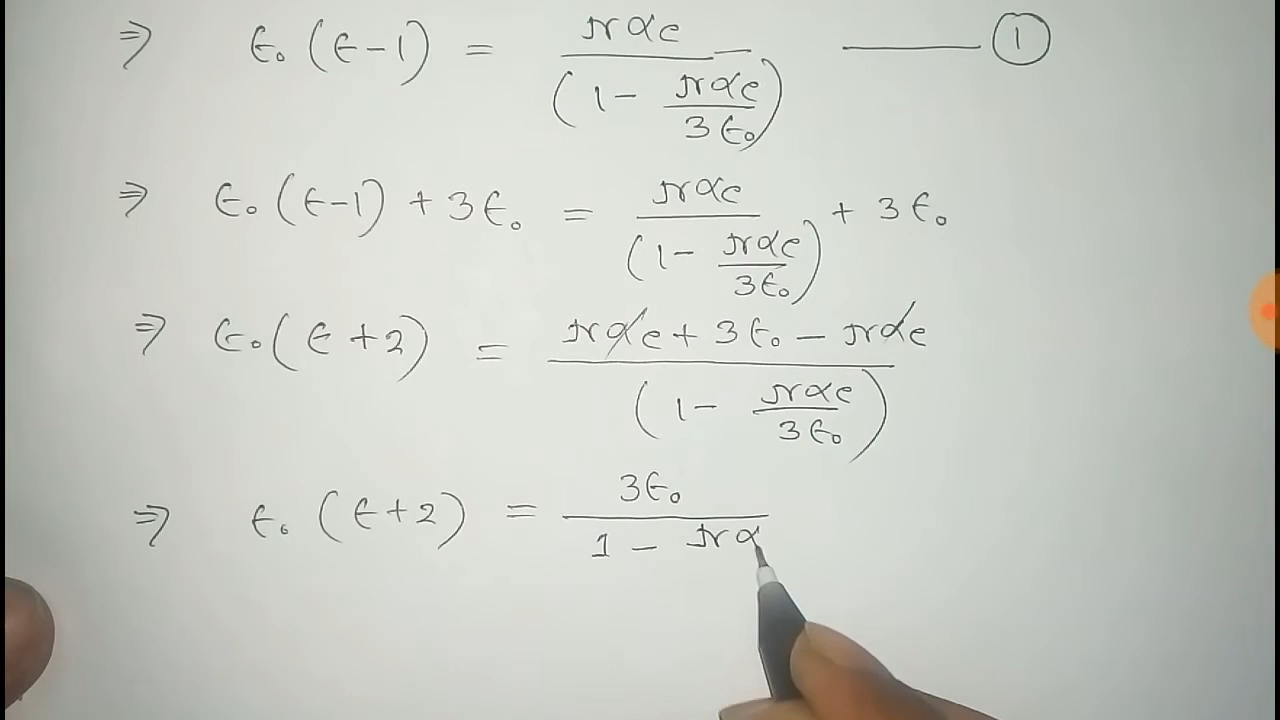 ⇒ ϵ₀(ϵ-1) = Nαe / (1 - Nαe/3ϵ₀) — ①
⇒ ϵ₀(ϵ-1) + 3ϵ₀ = Nαe / (1 - Nαe/3ϵ₀) + 3ϵ₀
⇒ ϵ₀(ϵ+2) = Nαe + 3ϵ₀ - Nαe / (1 - Nαe/3ϵ₀)
⇒ ϵ₀(ϵ+2) = 3ϵ₀ / 1 - Nα